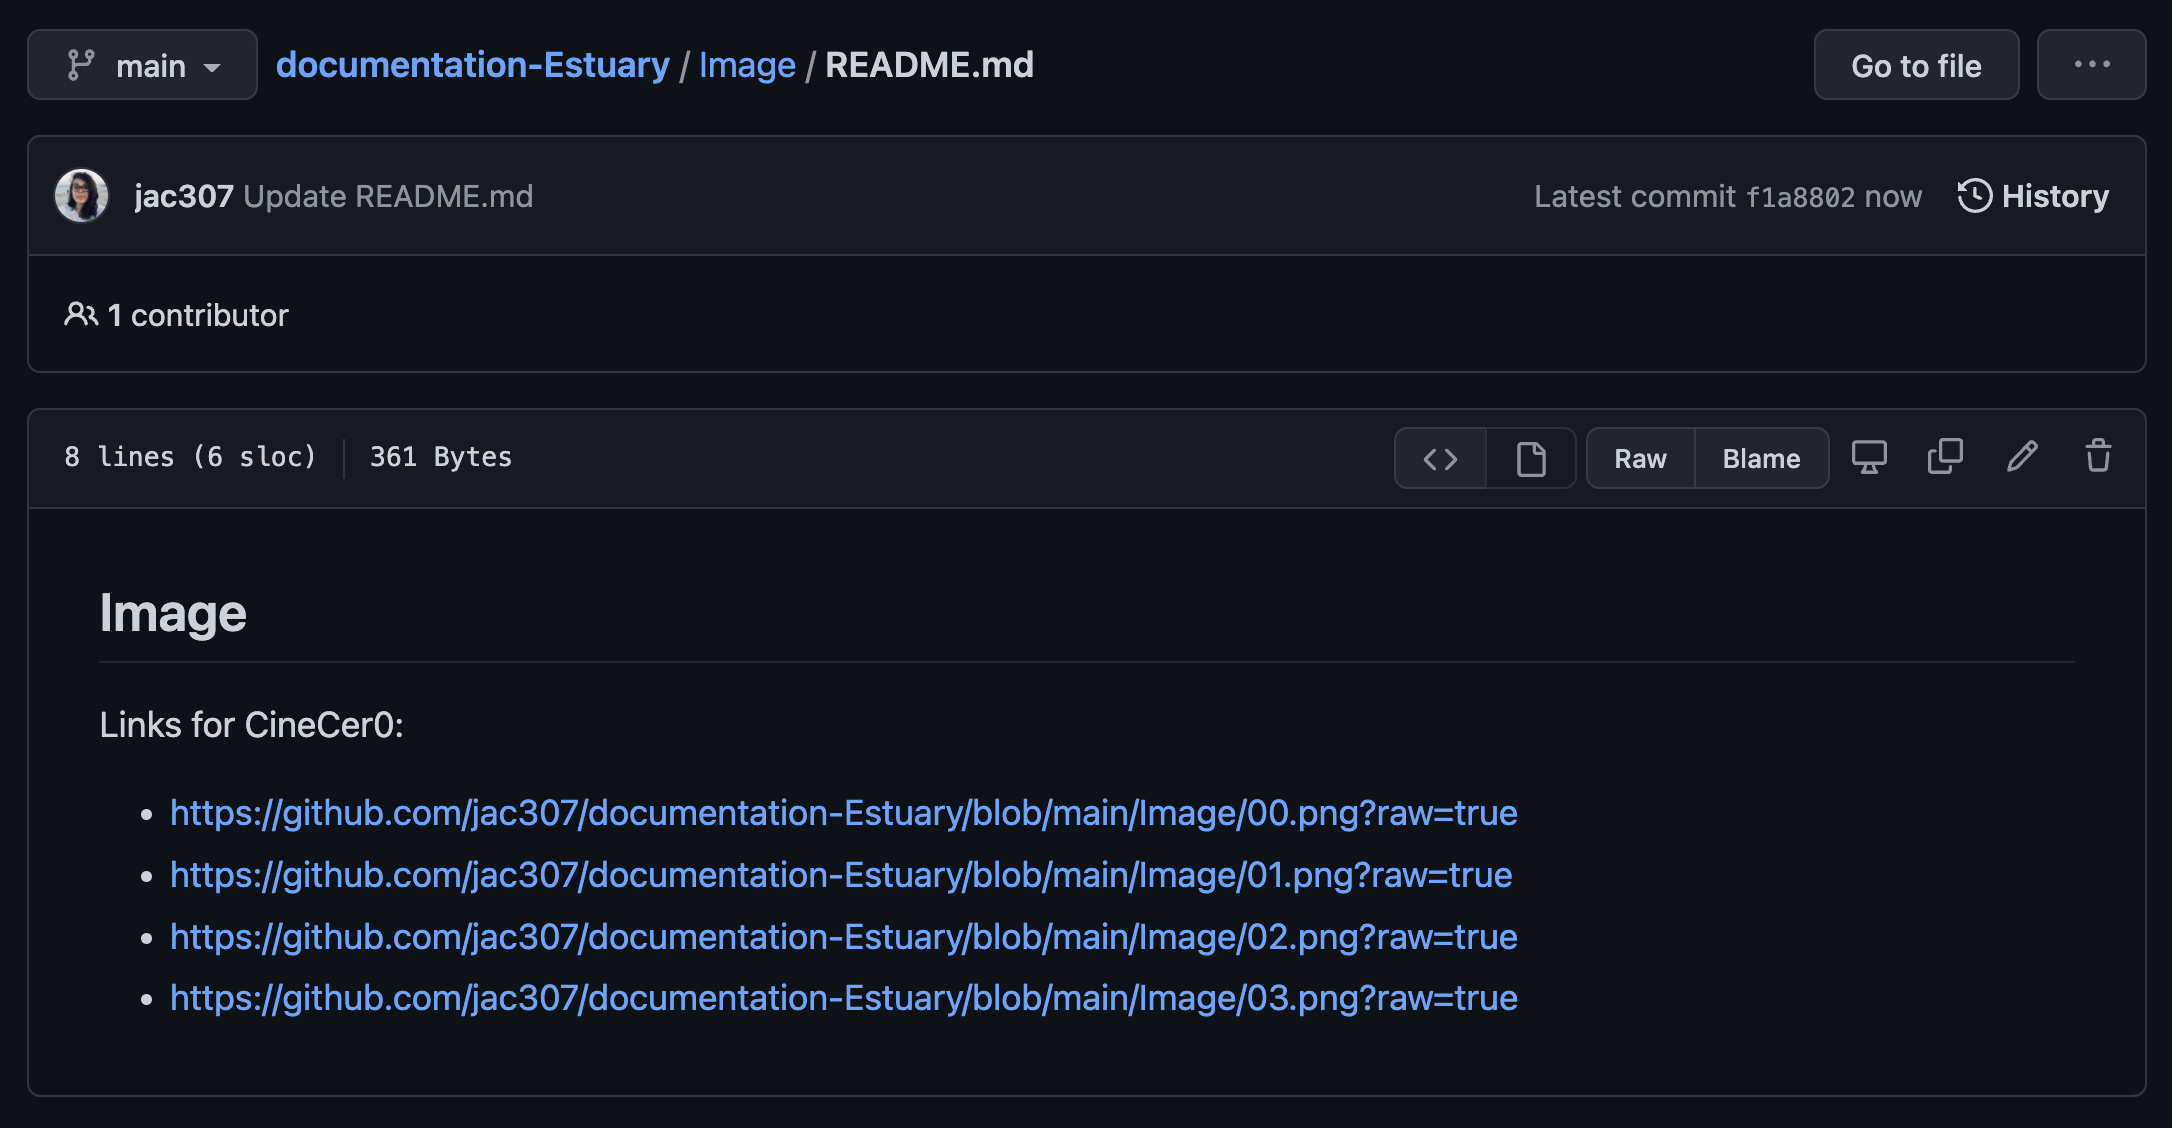 main documentation-Estuary / Image / README.md Go to file ...
jac307 Update README.md Latest commit f1a8802 now History
1 contributor
8 lines (6 sloc) 361 Bytes <> Raw Blame
Image
Links for CineCer0:
• https://github.com/jac307/documentation-Estuary/blob/main/Image/00.png?raw=true
• https://github.com/jac307/documentation-Estuary/blob/main/Image/01.png?raw=true
• https://github.com/jac307/documentation-Estuary/blob/main/Image/02.png?raw=true
• https://github.com/jac307/documentation-Estuary/blob/main/Image/03.png?raw=true